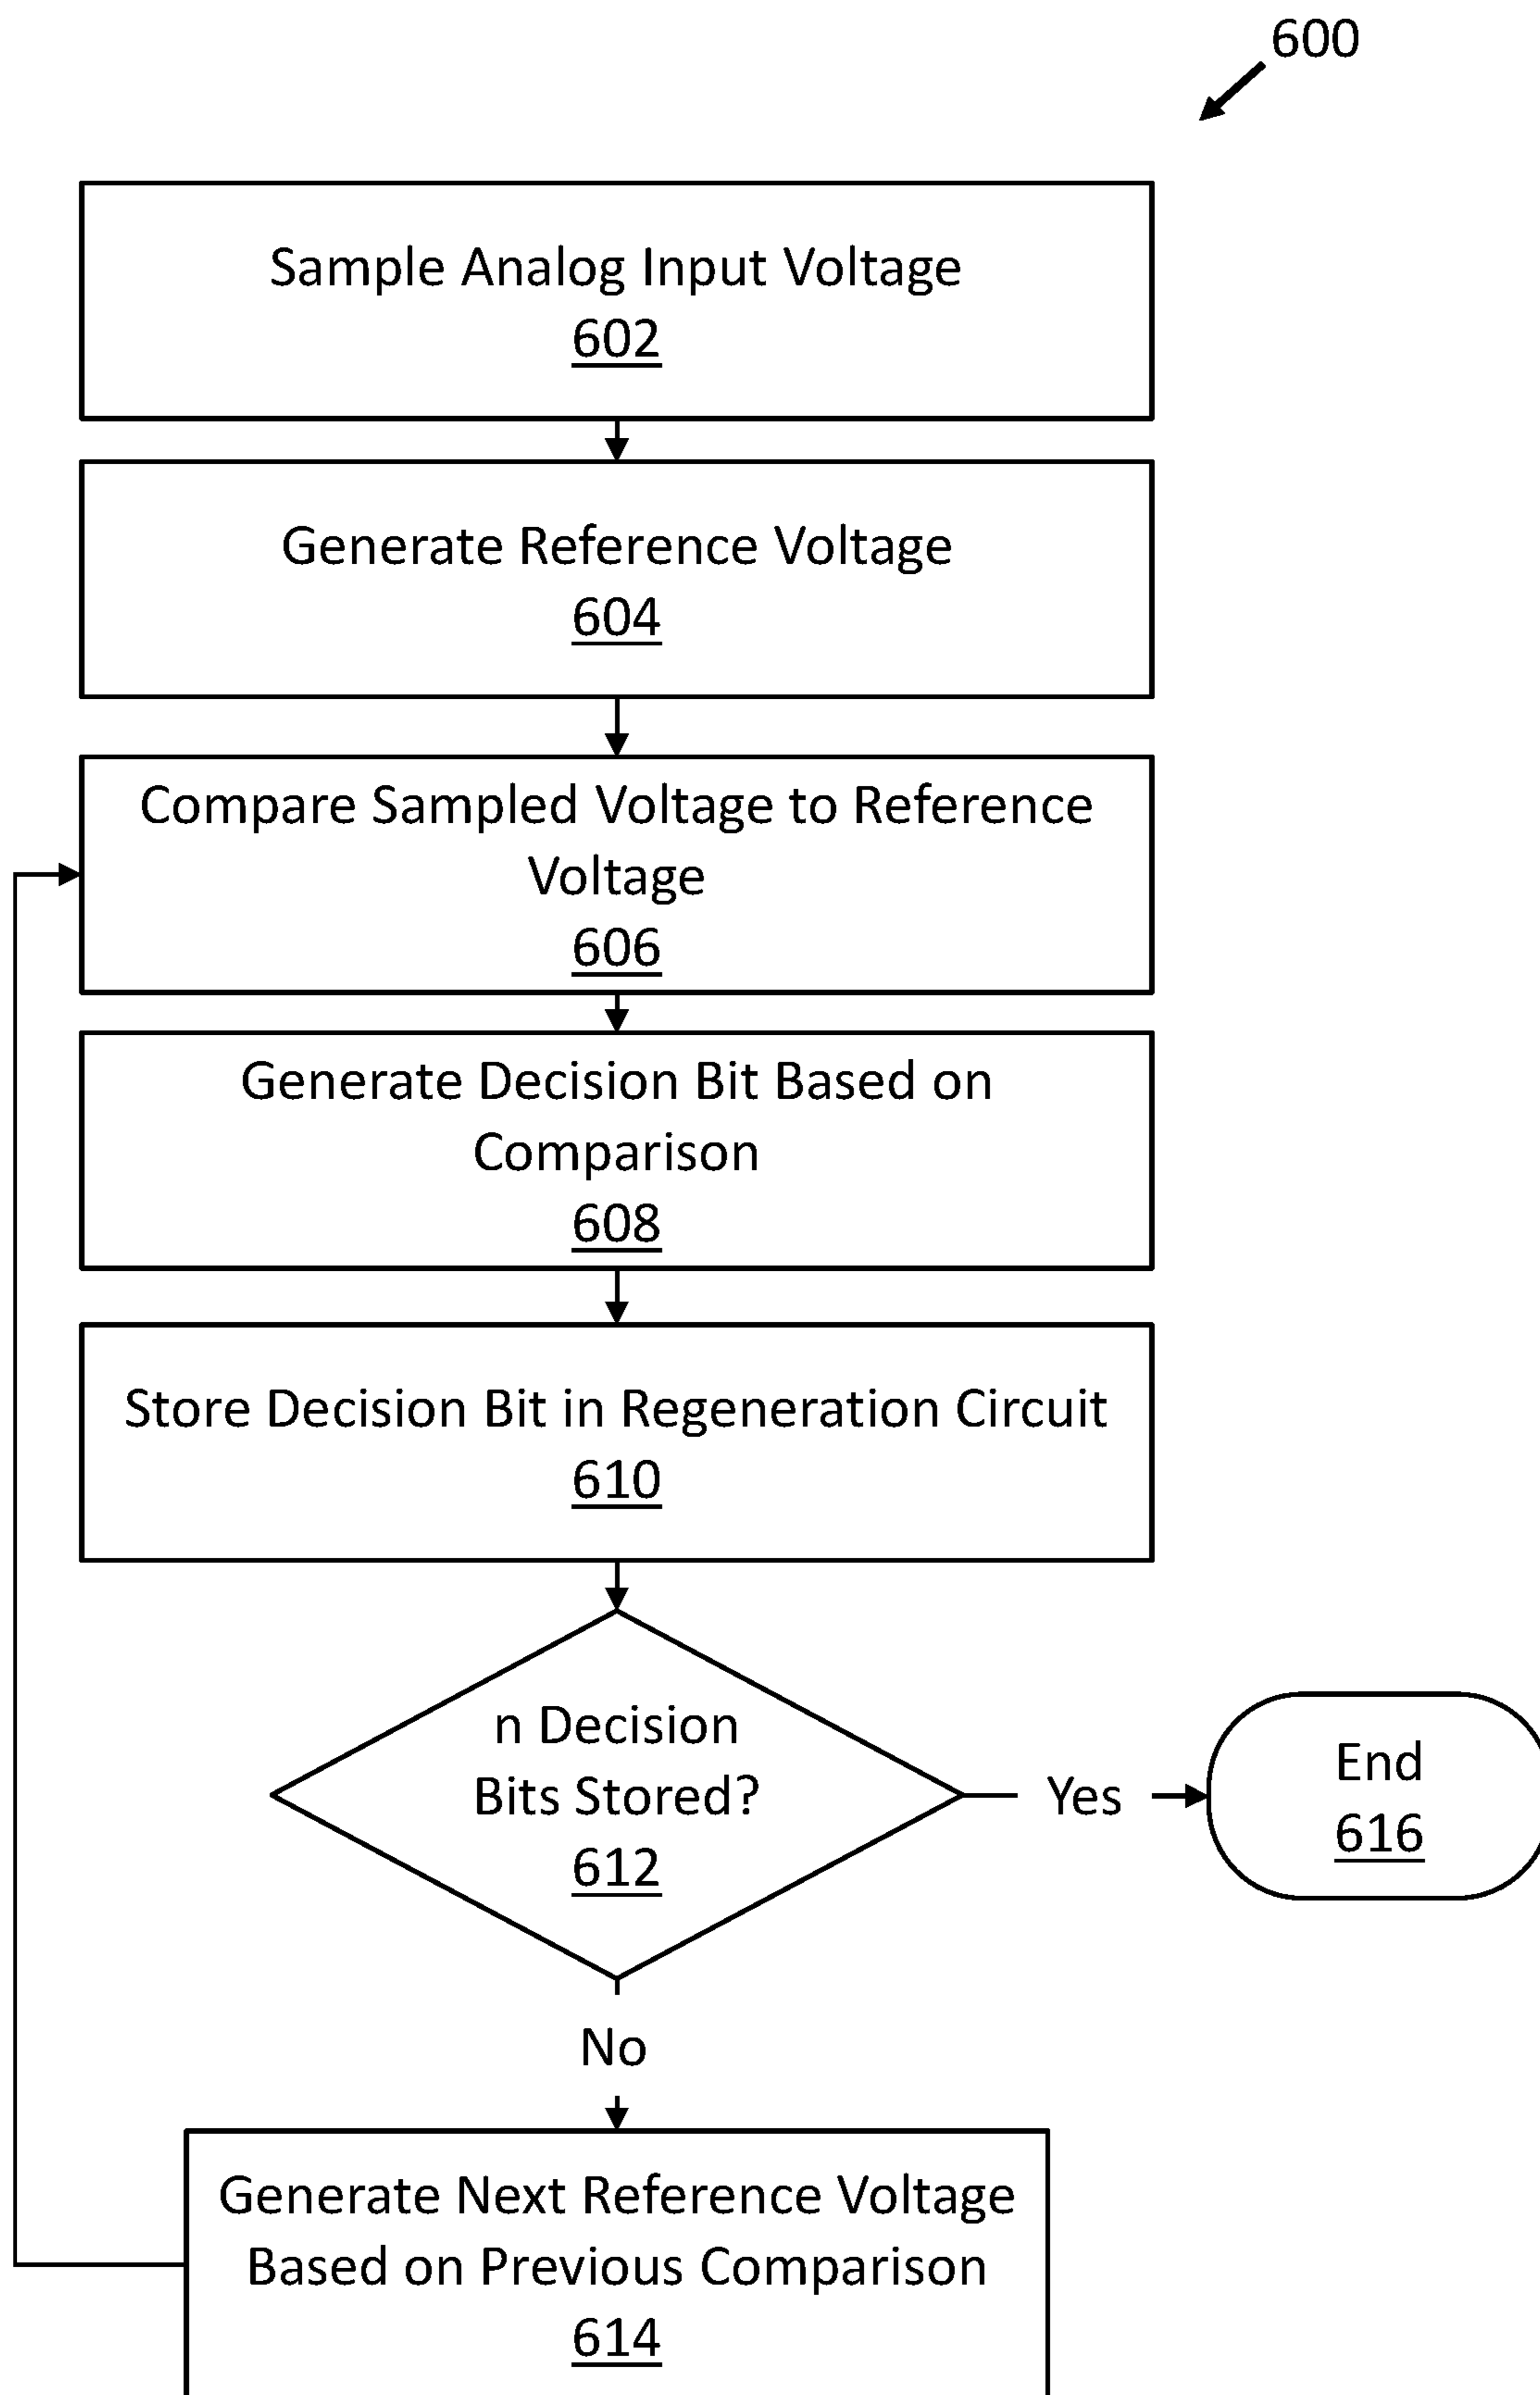 600
Sample Analog Input Voltage
602
Generate Reference Voltage
604
Compare Sampled Voltage to Reference
Voltage
606
Generate Decision Bit Based on
Comparison
608
Store Decision Bit in Regeneration Circuit
610
n Decision
Bits Stored?
612
Yes
End
616
No
Generate Next Reference Voltage
Based on Previous Comparison
614